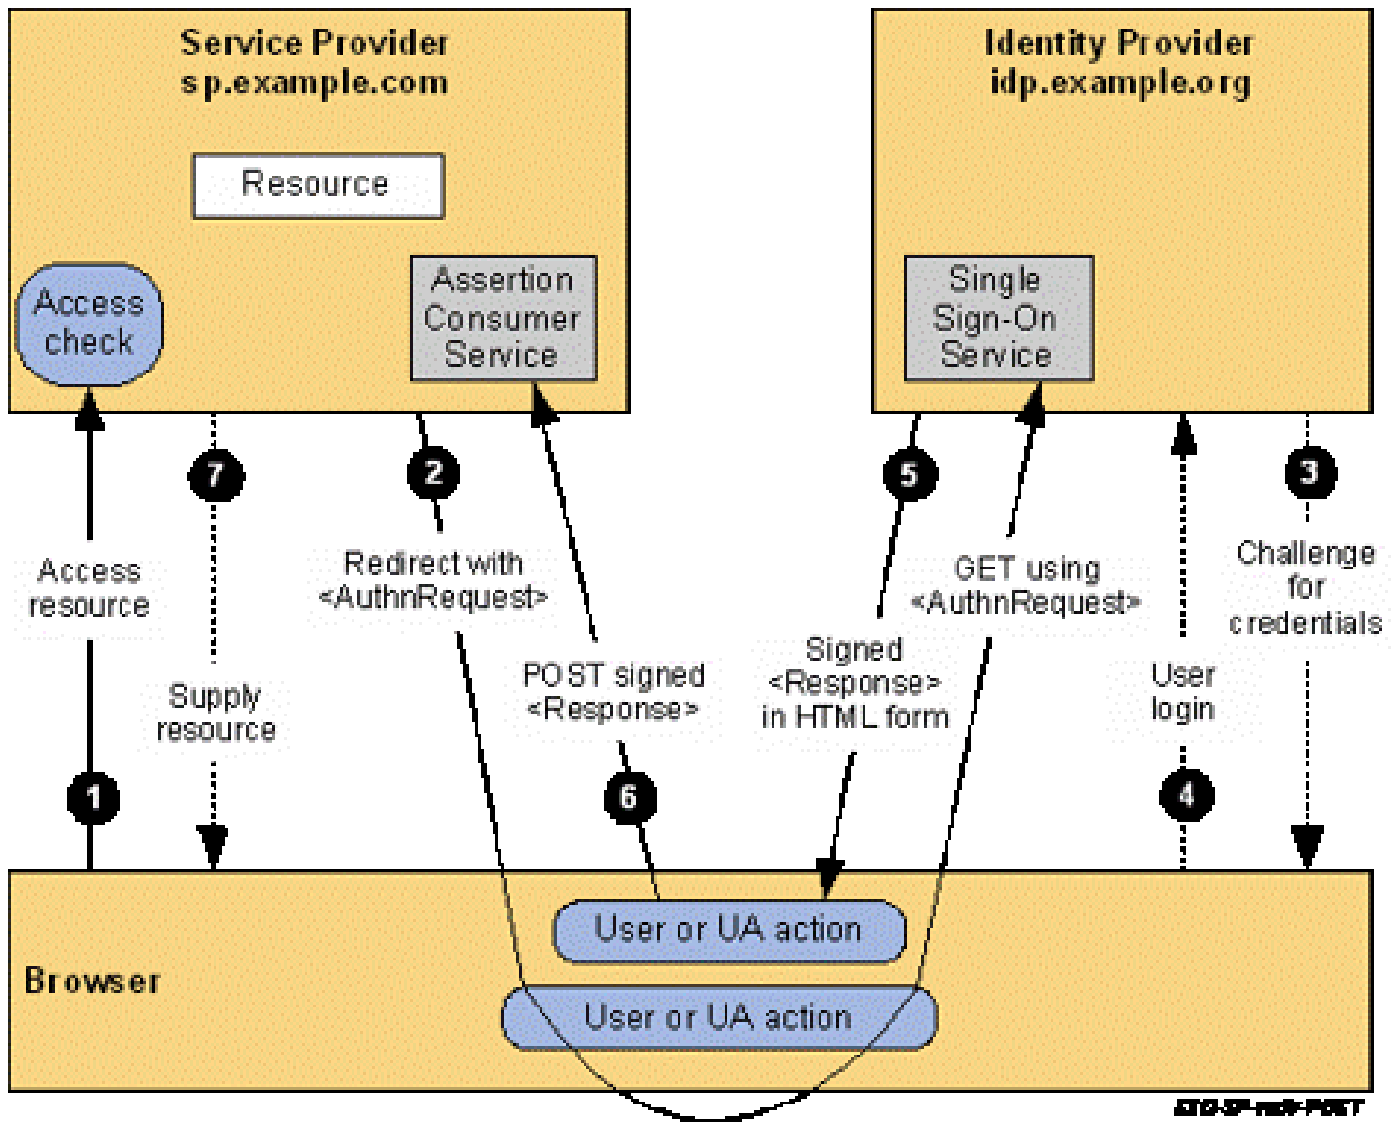 Service Provider
sp.example.com
Identity Provider
idp.example.org
Resource
Access
check
Assertion
Consumer
Service
Single
Sign-On
Service
7
2
5
3
Access
resource
Redirect with
<AuthnRequest>
GET using
<AuthnRequest>
Challenge
for
credentials
Supply
resource
POST signed
<Response>
Signed
<Response>
in HTML form
User
login
1
6
4
User or UA action
Browser
User or UA action